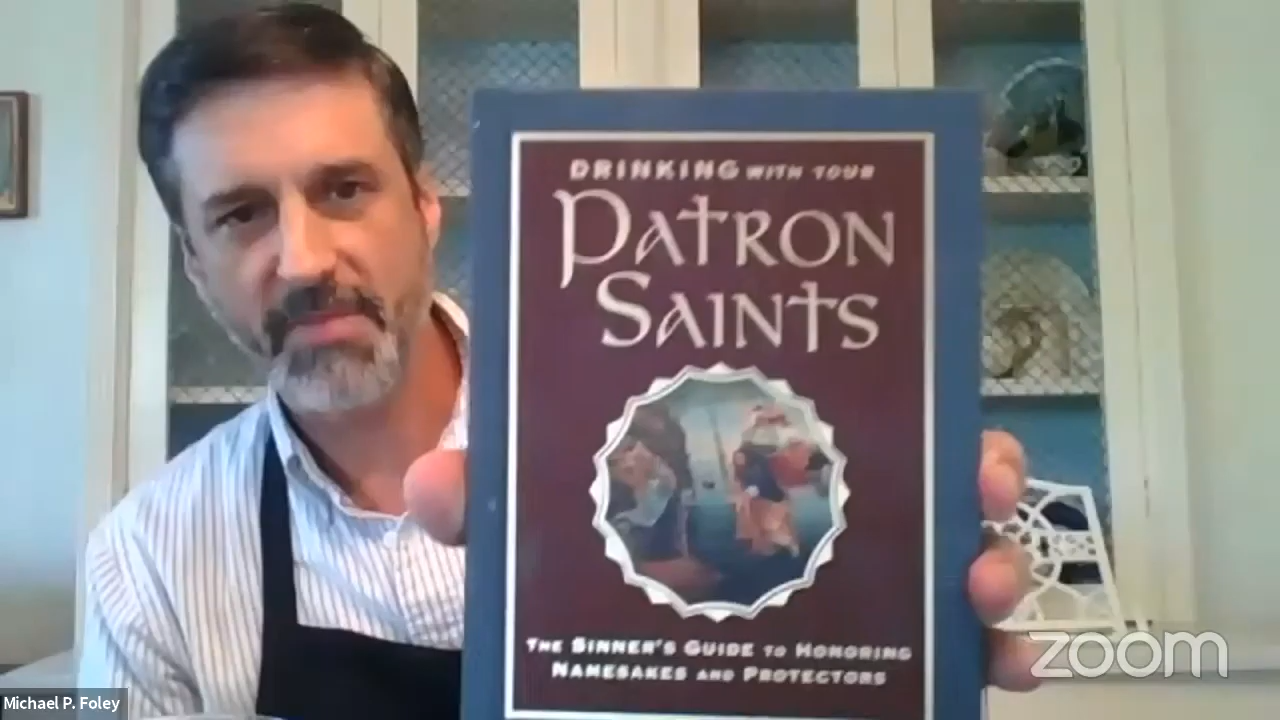 DRINKING WITH YOUR
PATRON
SAINTS
THE SINNER'S GUIDE TO HONORING
NAMESAKES AND PROTECTORS
zoom
Michael P. Foley